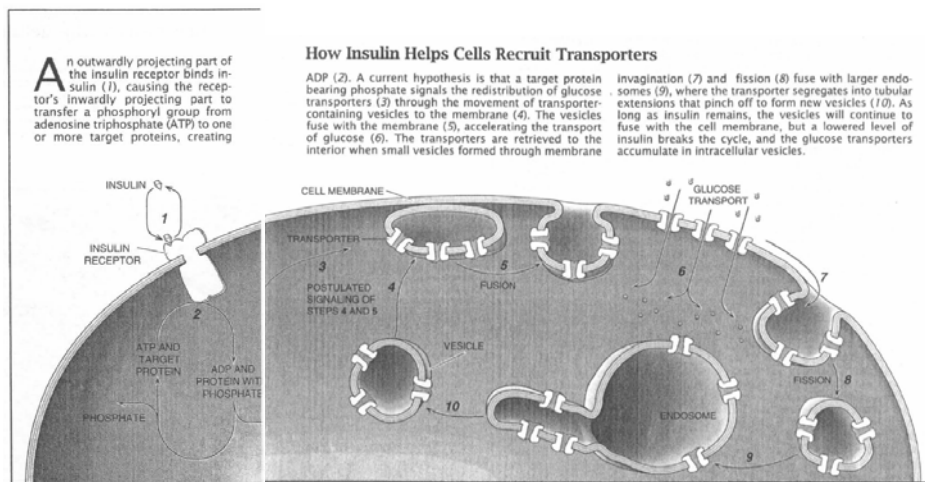 How Insulin Helps Cells Recruit Transporters
An outwardly projecting part of
the insulin receptor binds in-
sulin (1), causing the recep-
tor's inwardly projecting part to
transfer a phosphoryl group from
adenosine triphosphate (ATP) to one
or more target proteins, creating
ADP (2). A current hypothesis is that a target protein
bearing phosphate signals the redistribution of glucose
transporters (3) through the movement of transporter-
containing vesicles to the membrane (4). The vesicles
fuse with the membrane (5), accelerating the transport
of glucose (6). The transporters are retrieved to the
interior when small vesicles formed through membrane
invagination (7) and fission (8) fuse with larger endo-
somes (9), where the transporter segregates into tubular
extensions that pinch off to form new vesicles (10). As
long as insulin remains, the vesicles will continue to
fuse with the cell membrane, but a lowered level of
insulin breaks the cycle, and the glucose transporters
accumulate in intracellular vesicles.
INSULIN
1
INSULIN
RECEPTOR
2
ATP AND
TARGET
PROTEIN
ADP AND
PROTEIN WITH
PHOSPHATE
PHOSPHATE
CELL MEMBRANE
TRANSPORTER
3
POSTULATED
SIGNALING OF
STEPS 4 AND 5
4
5
FUSION
GLUCOSE
TRANSPORT
6
7
FISSION
8
VESICLE
10
ENDOSOME
9